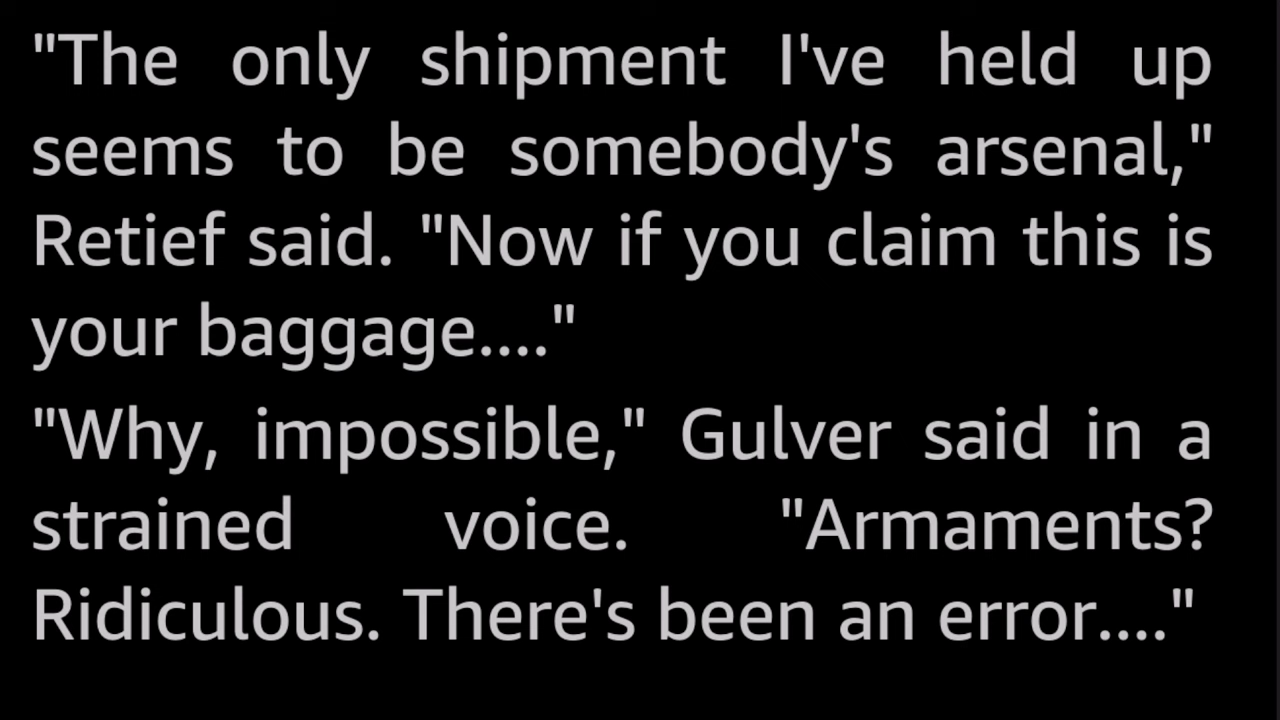 "The only shipment I've held up
seems to be somebody's arsenal,"
Retief said. "Now if you claim this is
your baggage...."
"Why, impossible," Gulver said in a
strained voice. "Armaments?
Ridiculous. There's been an error...."